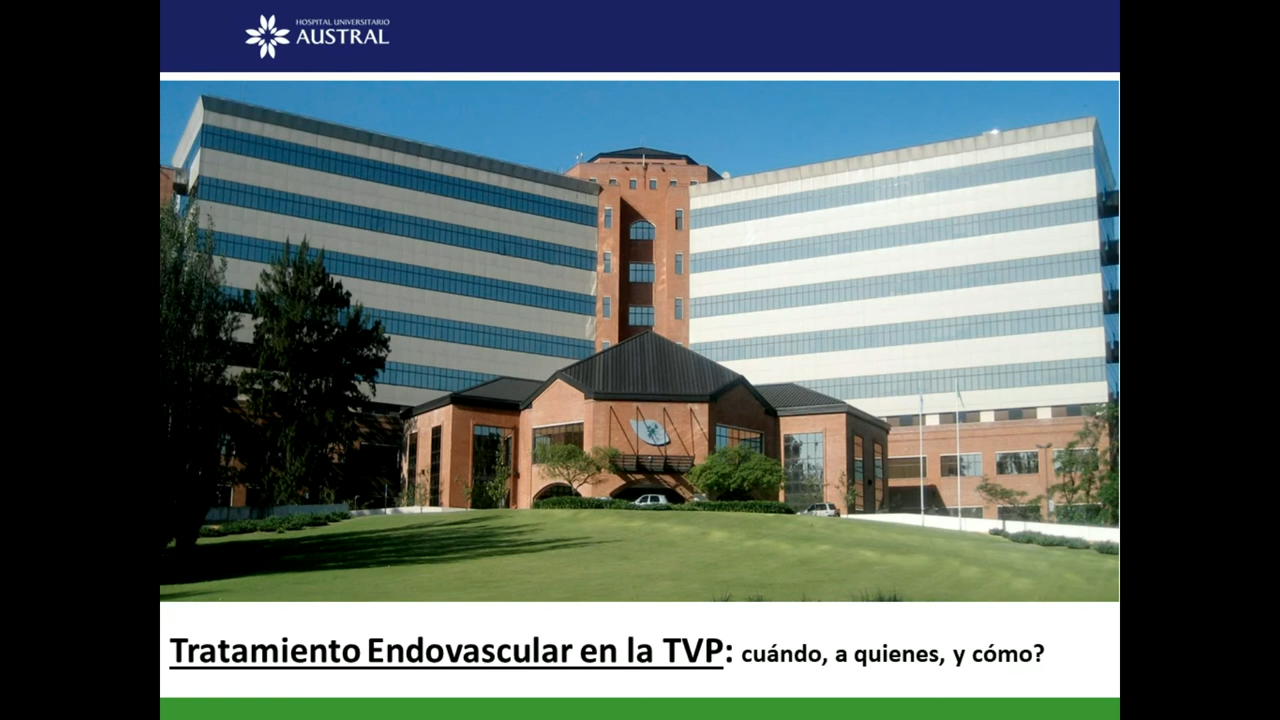 HOSPITAL UNIVERSITARIO
AUSTRAL
Tratamiento Endovascular en la TVP: cuándo, a quienes, y cómo?